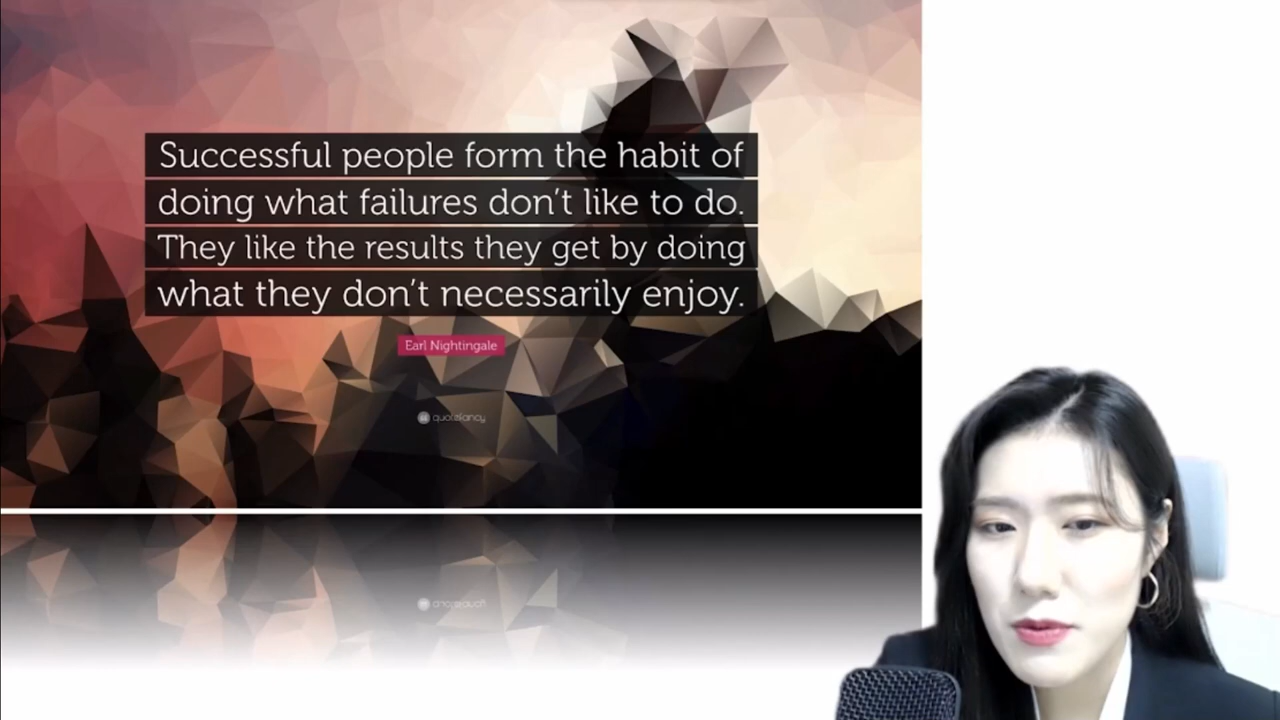 Successful people form the habit of
doing what failures don't like to do.
They like the results they get by doing
what they don't necessarily enjoy.
Earl Nightingale
quotefancy